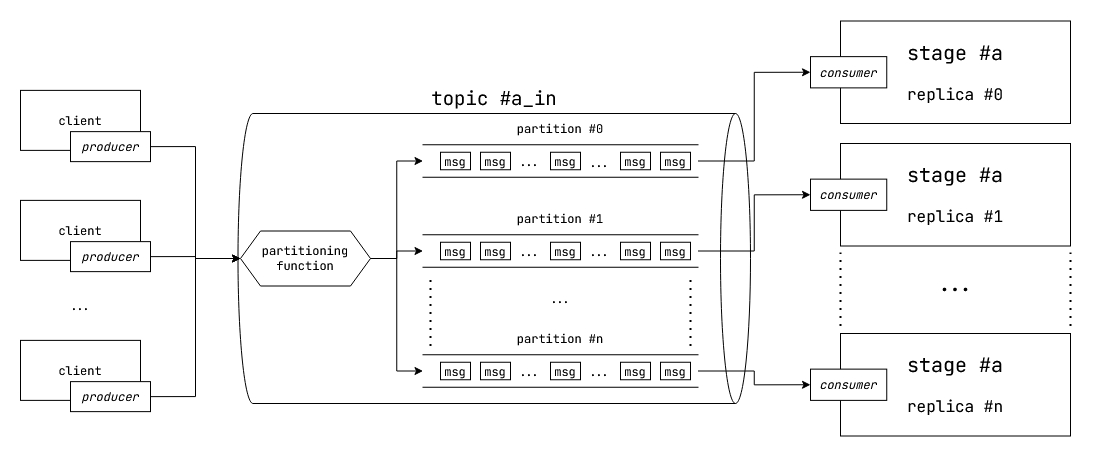 client
producer
client
producer
...
client
producer
topic #a_in
partitioning
function
partition #0
msg msg ... msg ... msg msg
partition #1
msg msg ... msg ... msg msg
...
partition #n
msg msg ... msg ... msg msg
consumer
stage #a
replica #0
consumer
stage #a
replica #1
...
consumer
stage #a
replica #n